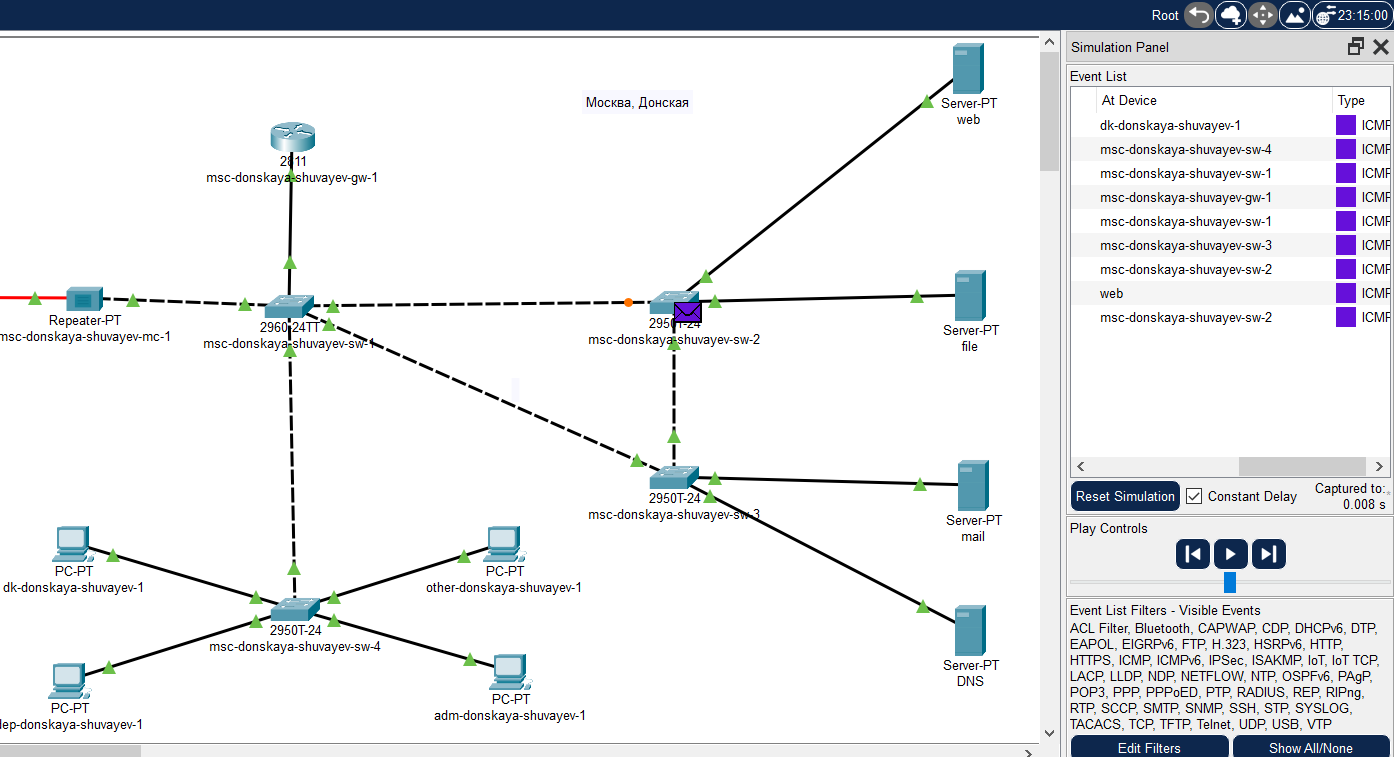 Root
23:15:00
Simulation Panel
Event List
At Device Type
dk-donskaya-shuvayev-1 ICMP
msc-donskaya-shuvayev-sw-4 ICMP
msc-donskaya-shuvayev-sw-1 ICMP
msc-donskaya-shuvayev-gw-1 ICMP
msc-donskaya-shuvayev-sw-1 ICMP
msc-donskaya-shuvayev-sw-3 ICMP
msc-donskaya-shuvayev-sw-2 ICMP
web ICMP
msc-donskaya-shuvayev-sw-2 ICMP
Reset Simulation
Constant Delay
Captured to:
0.008 s
Play Controls
Event List Filters - Visible Events
ACL Filter, Bluetooth, CAPWAP, CDP, DHCPv6, DTP,
EAPOL, EIGRPv6, FTP, H.323, HSRPv6, HTTP,
HTTPS, ICMP, ICMPv6, IPSec, ISAKMP, IoT, IoT TCP,
LACP, LLDP, NDP, NETFLOW, NTP, OSPFv6, PAgP,
POP3, PPP, PPPoED, PTP, RADIUS, REP, RIPng,
RTP, SCCP, SMTP, SNMP, SSH, STP, SYSLOG,
TACACS, TCP, TFTP, Telnet, UDP, USB, VTP
Edit Filters
Show All/None
Москва, Донская
Server-PT
web
2811
msc-donskaya-shuvayev-gw-1
Repeater-PT
msc-donskaya-shuvayev-mc-1
2960-24TT
msc-donskaya-shuvayev-sw-1
2950T-24
msc-donskaya-shuvayev-sw-2
Server-PT
file
2950T-24
msc-donskaya-shuvayev-sw-3
Server-PT
mail
PC-PT
dk-donskaya-shuvayev-1
PC-PT
other-donskaya-shuvayev-1
2950T-24
msc-donskaya-shuvayev-sw-4
Server-PT
DNS
PC-PT
dep-donskaya-shuvayev-1
PC-PT
adm-donskaya-shuvayev-1